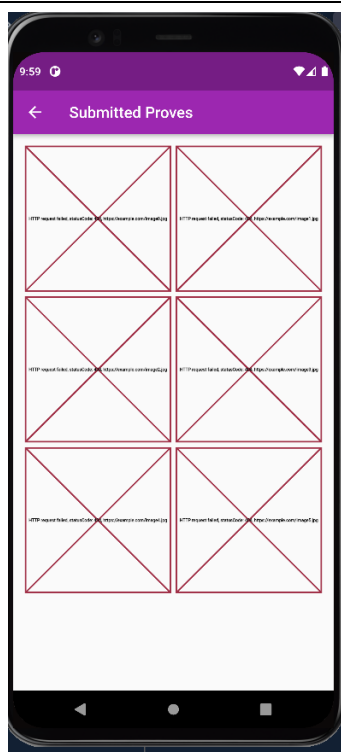 9:59
Submitted Proves
HTTP request failed, statusCode: https://example.com/image0.jpg
HTTP request failed, statusCode: https://example.com/image1.jpg
HTTP request failed, statusCode: https://example.com/image2.jpg
HTTP request failed, statusCode: https://example.com/image3.jpg
HTTP request failed, statusCode: https://example.com/image4.jpg
HTTP request failed, statusCode: https://example.com/image5.jpg